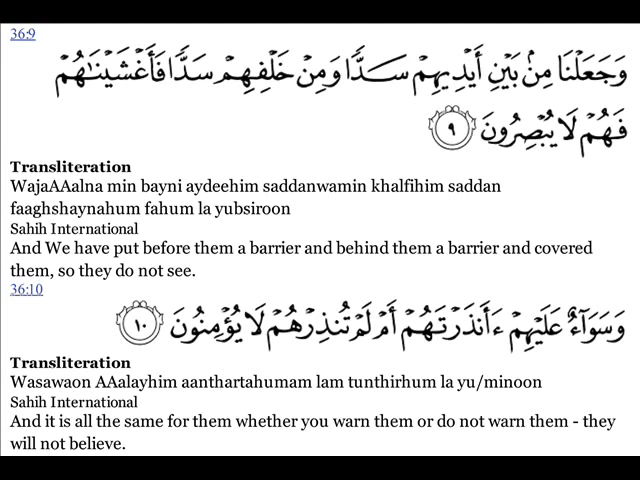 36:9
وَجَعَلْنَا مِنۢ بَيْنِ أَيْدِيهِمْ سَدًّا وَمِنْ خَلْفِهِمْ سَدًّا فَأَغْشَيْنَٰهُمْ
فَهُمْ لَا يُبْصِرُونَ ٩
Transliteration
WajaAAalna min bayni aydeehim saddanwamin khalfihim saddan
faaghshaynahum fahum la yubsiroon
Sahih International
And We have put before them a barrier and behind them a barrier and covered
them, so they do not see.
36:10
وَسَوَآءٌ عَلَيْهِمْ ءَأَنذَرْتَهُمْ أَمْ لَمْ تُنذِرْهُمْ لَا يُؤْمِنُونَ ١٠
Transliteration
Wasawaon AAalayhim aanthartahumam lam tunthirhum la yu/minoon
Sahih International
And it is all the same for them whether you warn them or do not warn them - they
will not believe.